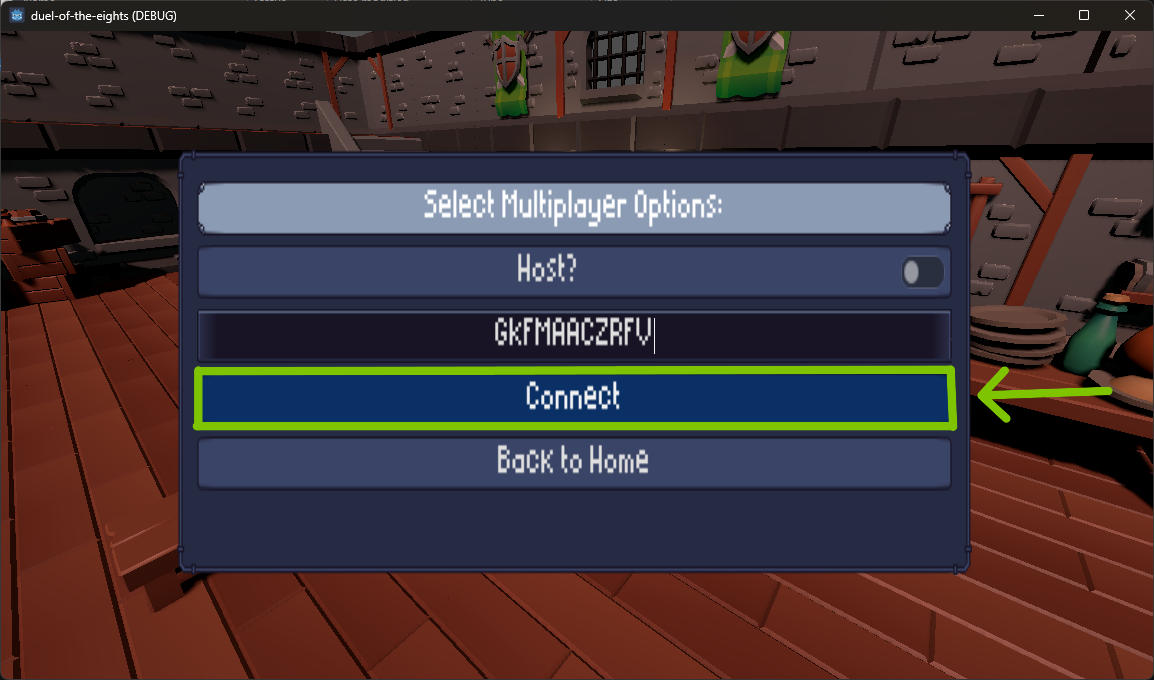 duel-of-the-eights (DEBUG)
Select Multiplayer Options:
Host?
GKFMAACZRFV
Connect
Back to Home